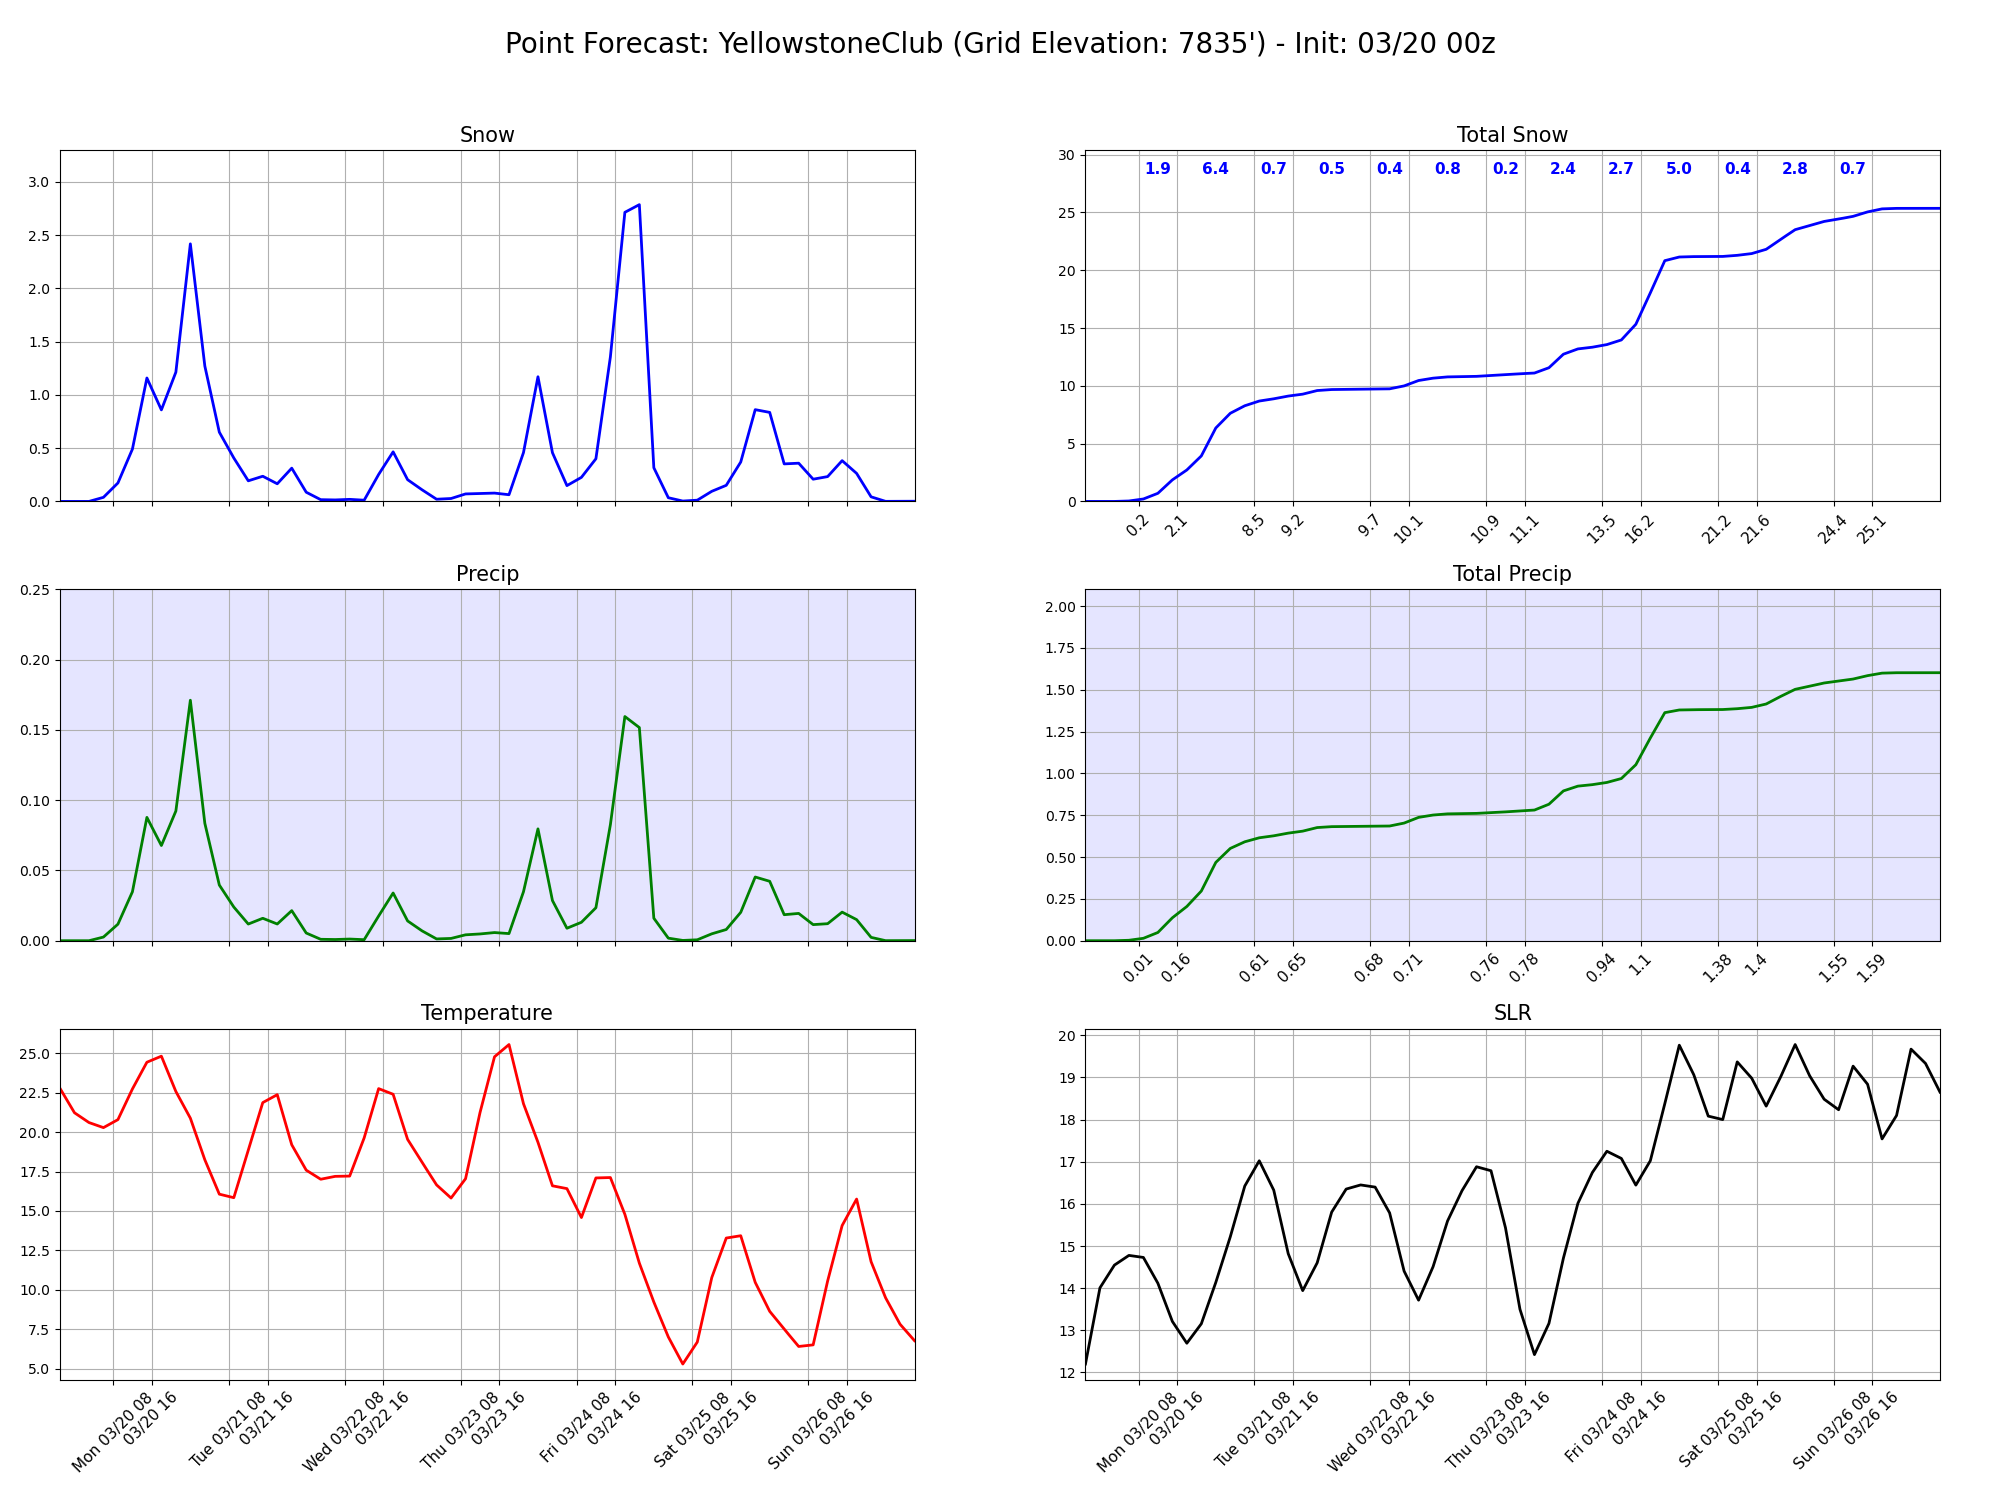 Point Forecast: YellowstoneClub (Grid Elevation: 7835') - Init: 03/20 00z
Snow
3.0
2.5
2.0
1.5
1.0
0.5
0.0
Total Snow
1.9 6.4 0.7 0.5 0.4 0.8 0.2 2.4 2.7 5.0 0.4 2.8 0.7
30
25
20
15
10
5
0
0.2 2.1 8.5 9.2 9.7 10.1 10.9 11.1 13.5 16.2 21.2 21.6 24.4 25.1
Precip
0.25
0.20
0.15
0.10
0.05
0.00
Total Precip
2.00
1.75
1.50
1.25
1.00
0.75
0.50
0.25
0.00
0.01 0.16 0.61 0.65 0.68 0.71 0.76 0.78 0.94 1.1 1.38 1.4 1.55 1.59
Temperature
25.0
22.5
20.0
17.5
15.0
12.5
10.0
7.5
5.0
Mon 03/20 08
03/20 16
Tue 03/21 08
03/21 16
Wed 03/22 08
03/22 16
Thu 03/23 08
03/23 16
Fri 03/24 08
03/24 16
Sat 03/25 08
03/25 16
Sun 03/26 08
03/26 16
SLR
20
19
18
17
16
15
14
13
12
Mon 03/20 08
03/20 16
Tue 03/21 08
03/21 16
Wed 03/22 08
03/22 16
Thu 03/23 08
03/23 16
Fri 03/24 08
03/24 16
Sat 03/25 08
03/25 16
Sun 03/26 08
03/26 16